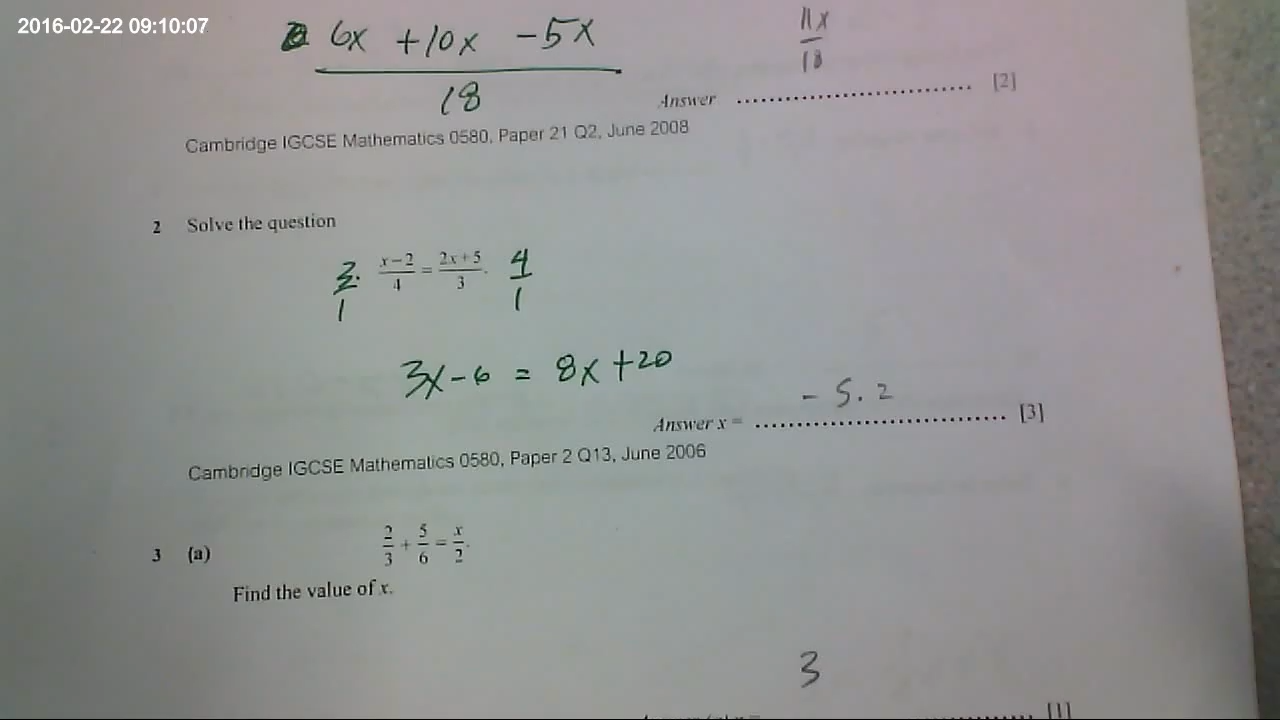 2016-02-22 09:10:07
6x + 10x - 5x
18
11x
18
Answer ............................ [2]
Cambridge IGCSE Mathematics 0580, Paper 21 Q2, June 2008
2 Solve the question
3/1 · (x-2)/4 = (2x+5)/3. 4/1
3x - 6 = 8x + 20
- 5.2
Answer x = ............................ [3]
Cambridge IGCSE Mathematics 0580, Paper 2 Q13, June 2006
3 (a) 2/3 + 5/6 = x/2.
Find the value of x.
3
[1]